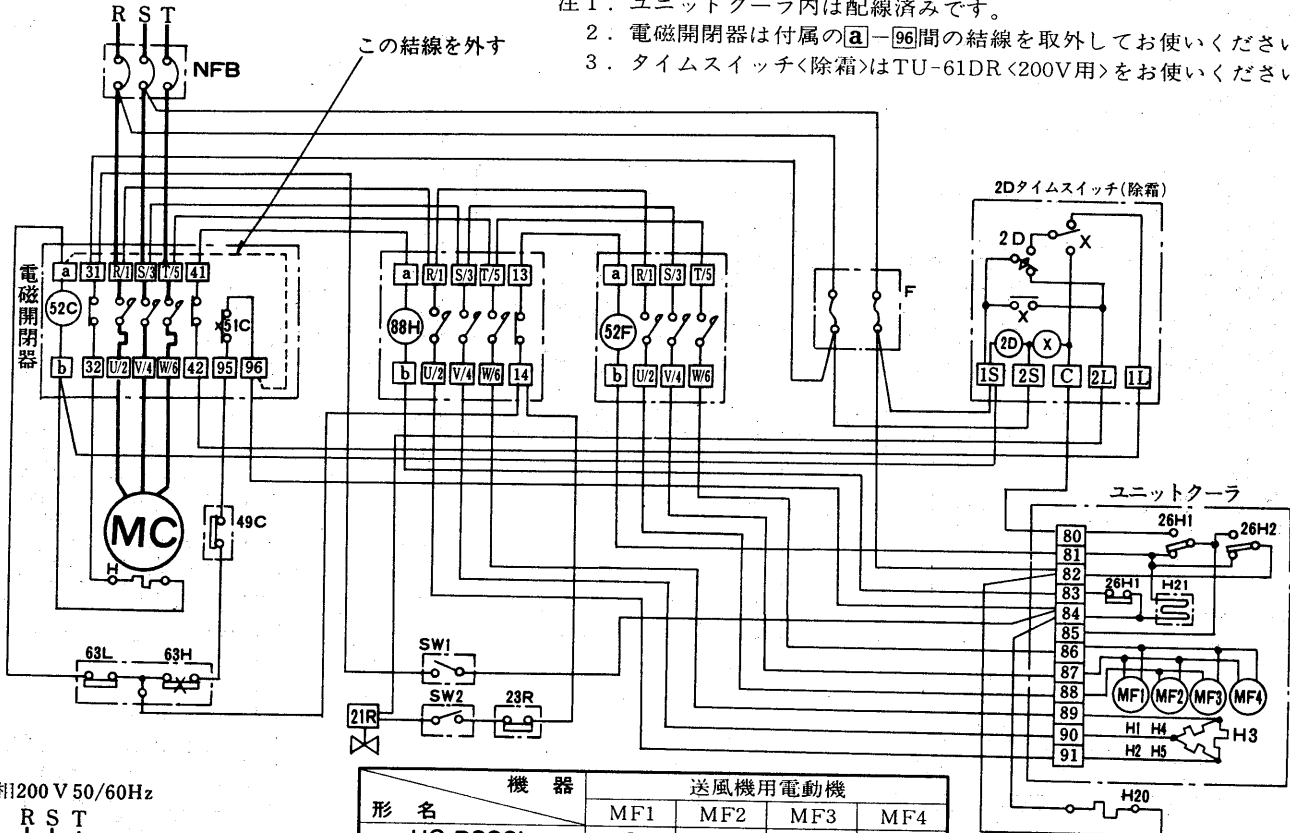 注1．ユニットクーラ内は配線済みです。
2．電磁開閉器は付属のa－96間の結線を取外してお使いくださ
3．タイムスイッチ<除霜>はTU-61DR<200V用>をお使いくださ
R S T
NFB
この結線を外す
2Dタイムスイッチ(除霜)
2D
X
X
2D X
1S 2S C 2L 1L
F
電磁開閉器
a 31 R/1 S/3 T/5 41
52C
51C
b 32 U/2 V/4 W/6 42 95 96
a R/1 S/3 T/5 13
88H
b U/2 V/4 W/6 14
a R/1 S/3 T/5
52F
b U/2 V/4 W/6
MC
49C
H
63L 63H
SW1
SW2
23R
21R
ユニットクーラ
80
81
82
83
84
85
86
87
88
89
90
91
26H1
26H2
26H1
H21
MF1 MF2 MF3 MF4
H1 H4
H3
H2 H5
H20
相200V 50/60Hz
R S T
機器
形名
送風機用電動機
MF1 MF2 MF3 MF4